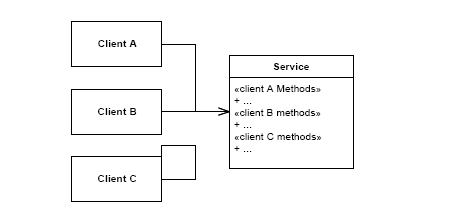 Client A
Service
«client A Methods»
+ ...
Client B
«client B methods»
+ ...
«client C methods»
+ ...
Client C